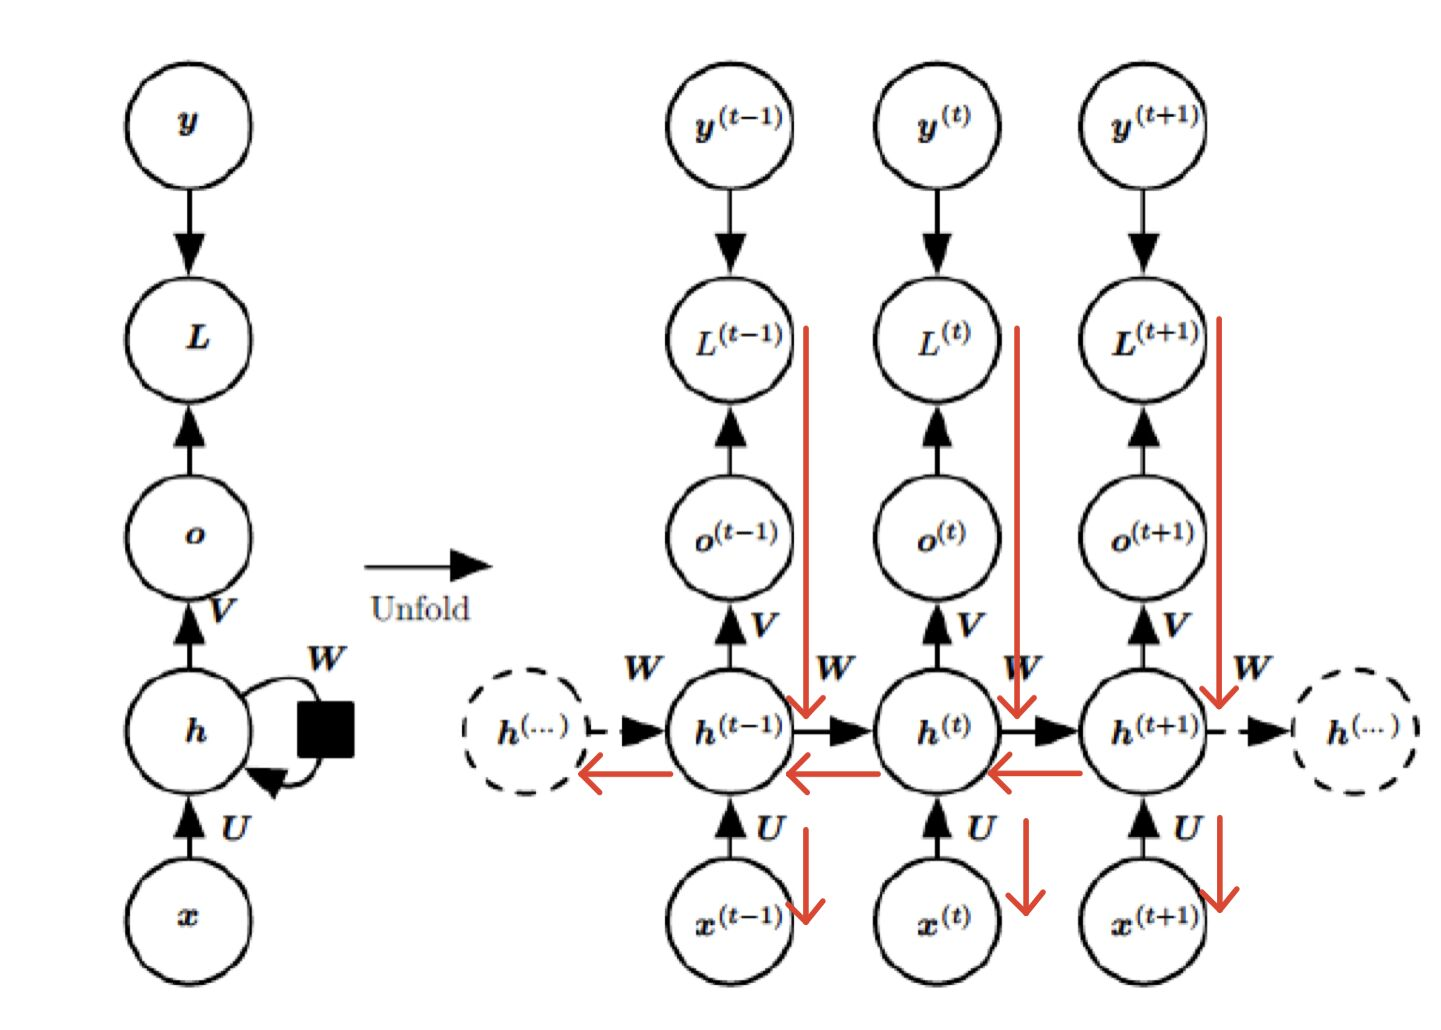 y y(t−1) y(t) y(t+1)
L L(t−1) L(t) L(t+1)
o o(t−1) o(t) o(t+1)
Unfold
V V V V
W W W W W
h h(...) h(t−1) h(t) h(t+1) h(...)
U U U U
x x(t−1) x(t) x(t+1)